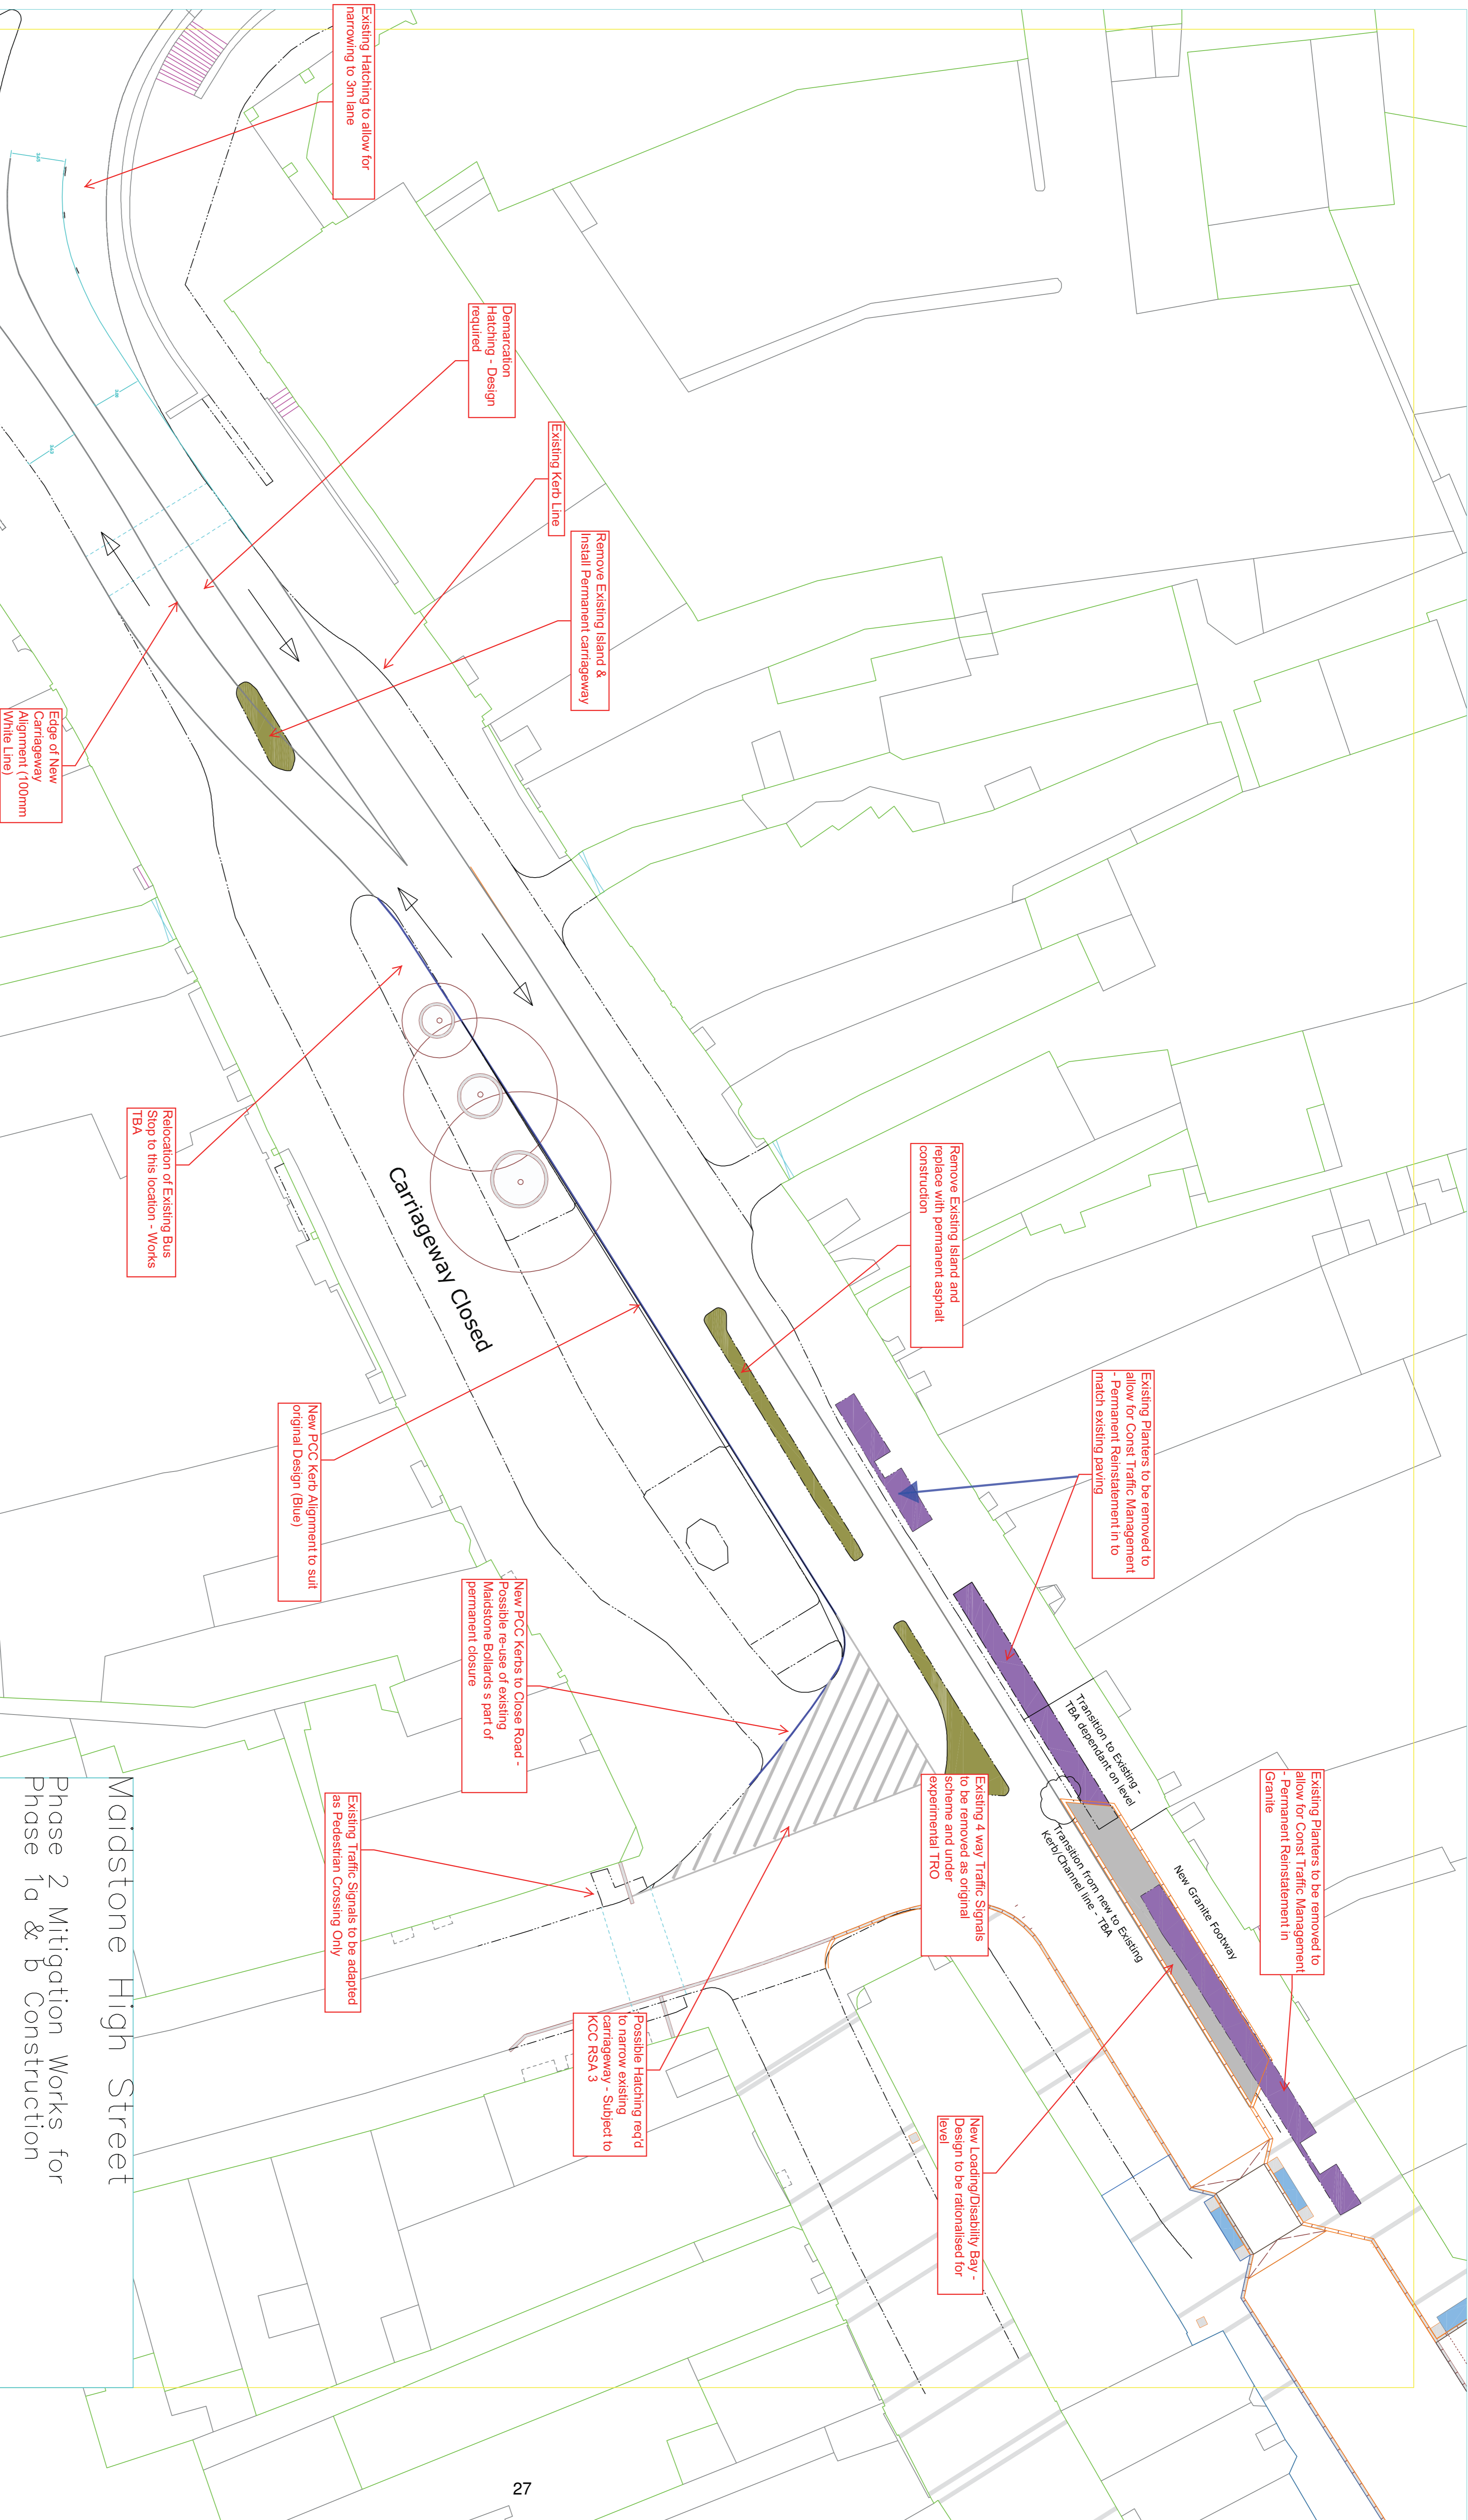 Existing Hatching to allow for
narrowing to 3m lane
Demarcation
Hatching - Design
required
Existing Kerb Line
Remove Existing Island &
Install Permanent carriageway
Edge of New
Carriageway
Alignment (100mm
White Line)
Relocation of Existing Bus
Stop to this location - Works
TBA
Carriageway Closed
Remove Existing Island and
replace with permanent asphalt
construction
Existing Planters to be removed to
allow for Const Traffic Management
- Permanent Reinstatement in to
match existing paving
New PCC Kerb Alignment to suit
original Design (Blue)
New PCC Kerbs to Close Road -
Possible re-use of existing
Maidstone Bollards s part of
permanent closure
Transition to Existing -
TBA dependant on level
Existing Planters to be removed to
allow for Const Traffic Management
- Permanent Reinstatement in
Granite
New Granite Footway
Transition from new to Existing
Kerb/Channel line - TBA
Existing 4 way Traffic Signals
to be removed as original
scheme and under
experimental TRO
Existing Traffic Signals to be adapted
as Pedestrian Crossing Only
Possible Hatching req'd
to narrow existing
carriageway - Subject to
KCC RSA 3
New Loading/Disability Bay -
Design to be rationalised for
level
Maidstone High Street
Phase 2 Mitigation Works for
Phase 1a & b Construction
27